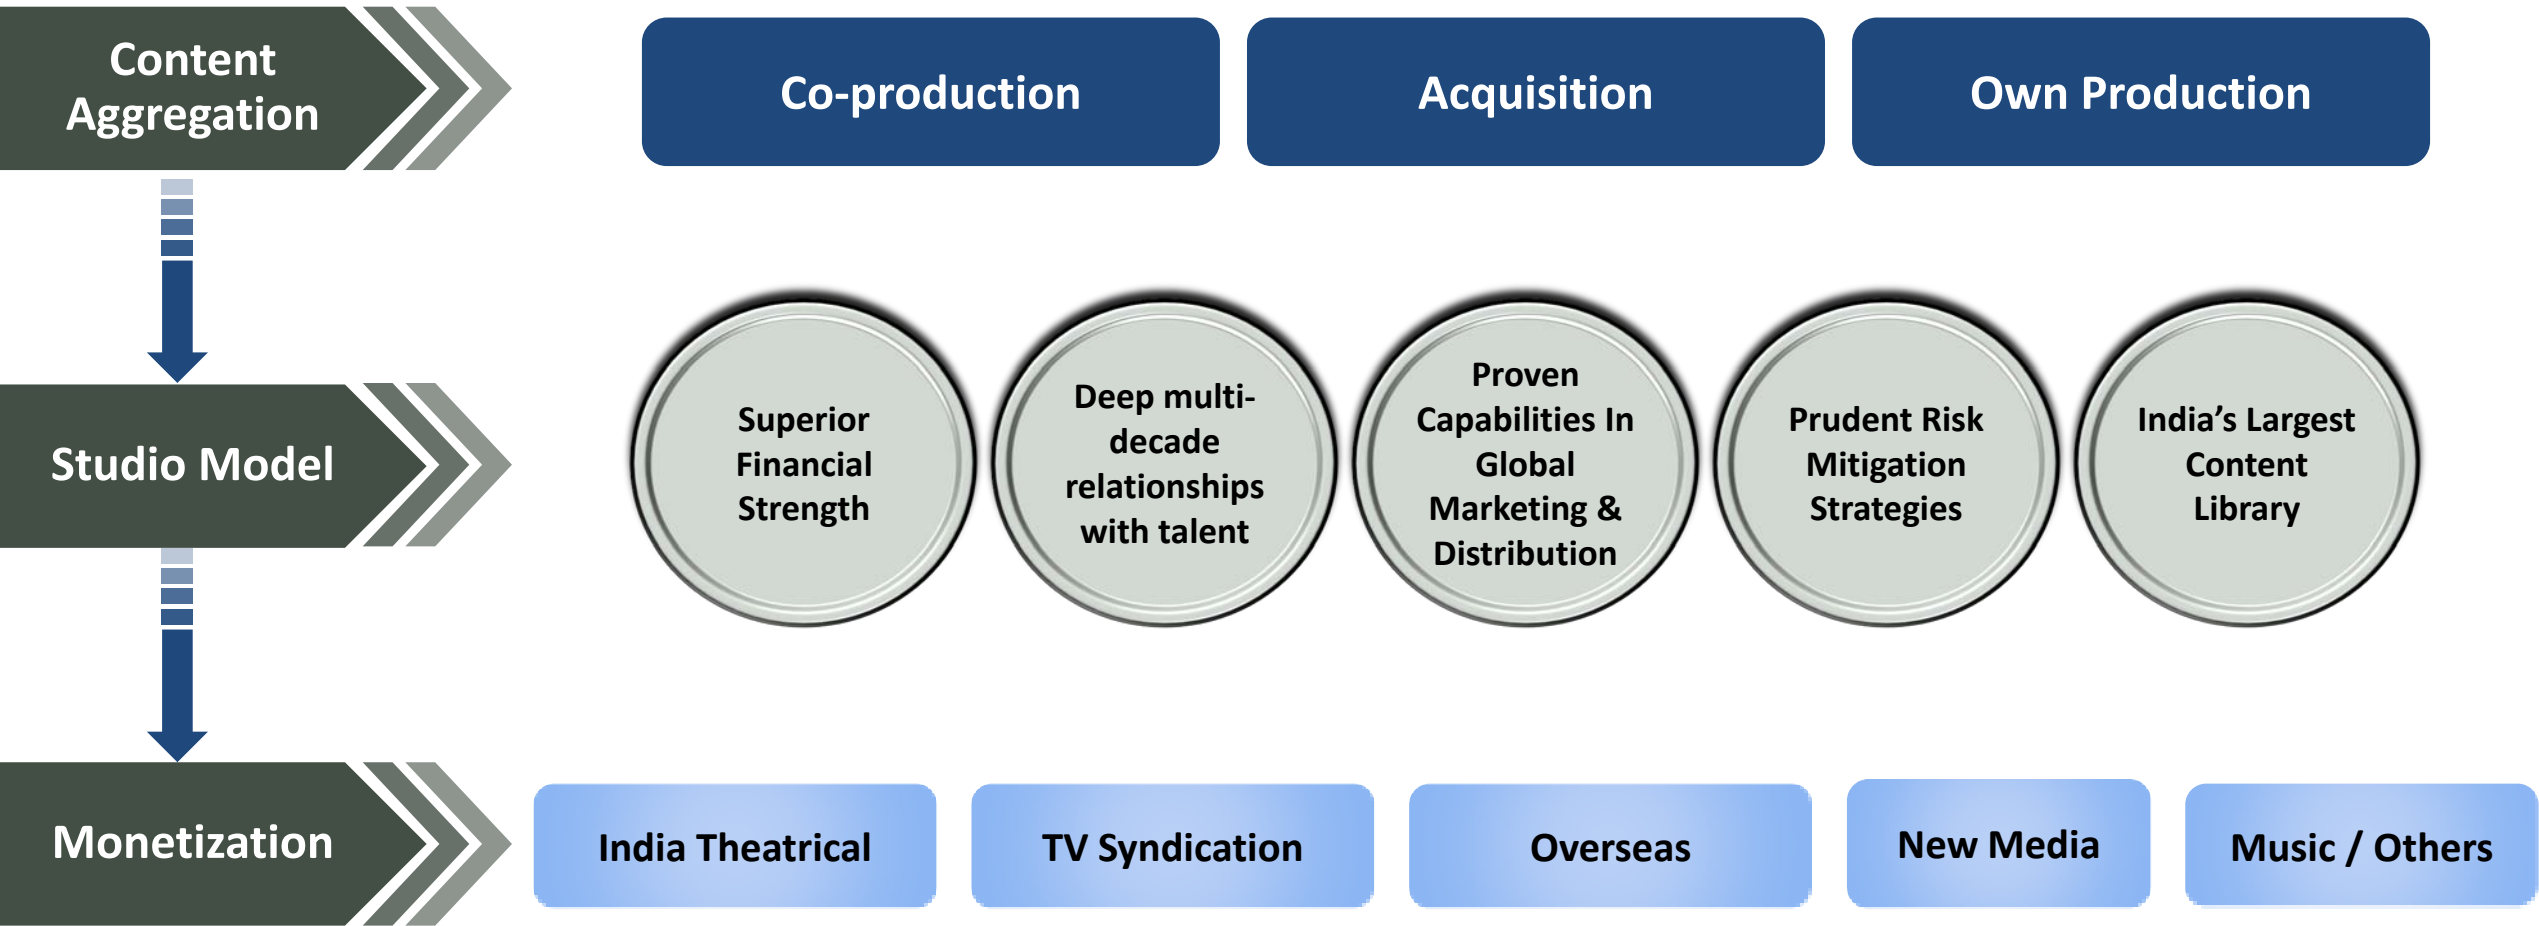 Content
Aggregation
Co-production
Acquisition
Own Production
Studio Model
Superior
Financial
Strength
Deep multi-
decade
relationships
with talent
Proven
Capabilities In
Global
Marketing &
Distribution
Prudent Risk
Mitigation
Strategies
India’s Largest
Content
Library
Monetization
India Theatrical
TV Syndication
Overseas
New Media
Music / Others